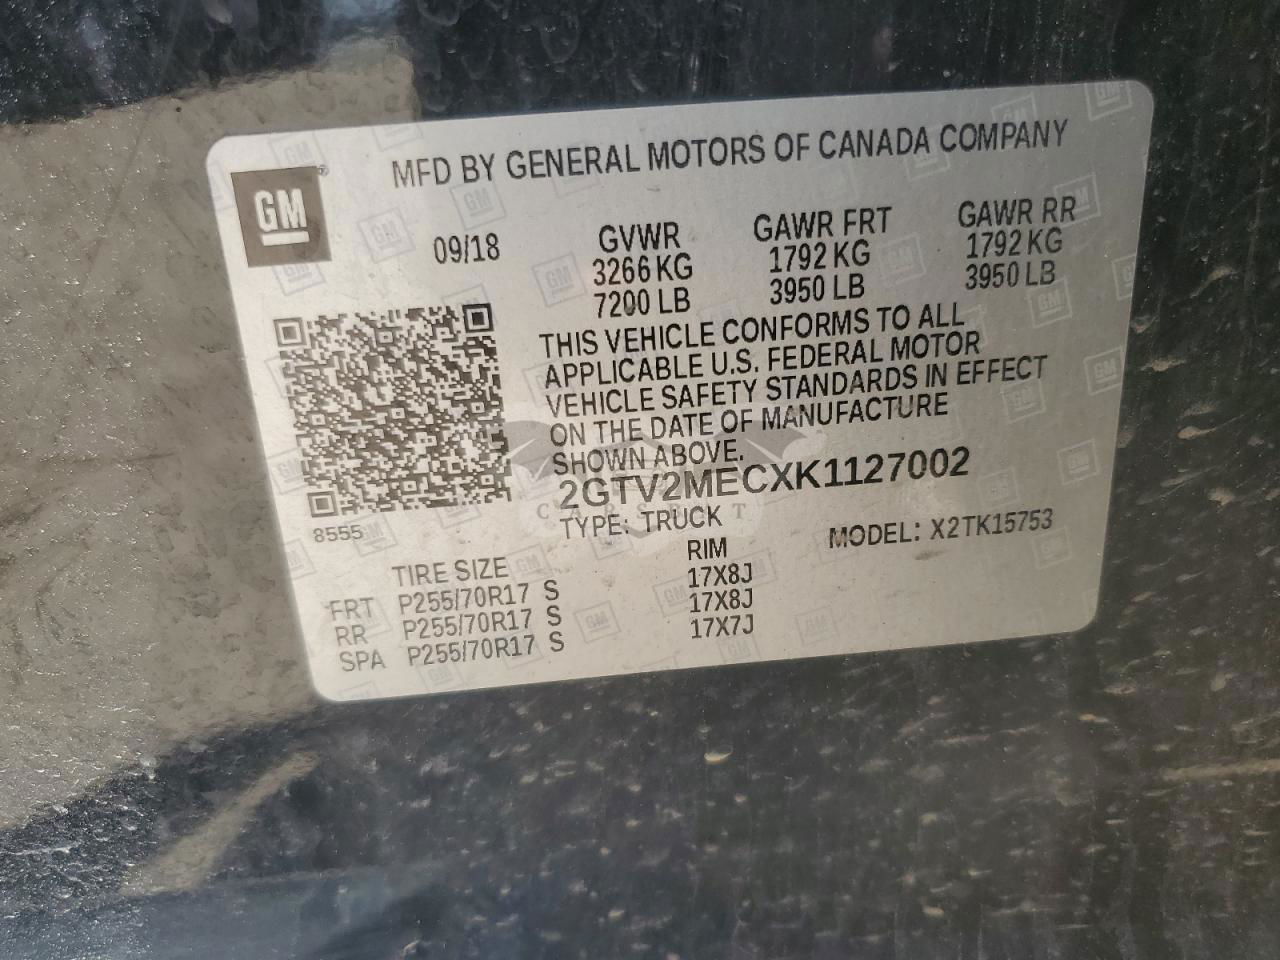 MFD BY GENERAL MOTORS OF CANADA COMPANY
GM
09/18
GVWR GAWR FRT GAWR RR
3266 KG 1792 KG 1792 KG
7200 LB 3950 LB 3950 LB
THIS VEHICLE CONFORMS TO ALL
APPLICABLE U.S. FEDERAL MOTOR
VEHICLE SAFETY STANDARDS IN EFFECT
ON THE DATE OF MANUFACTURE
SHOWN ABOVE.
2GTV2MECXK1127002
8555
TYPE: TRUCK MODEL: X2TK15753
TIRE SIZE RIM
FRT P255/70R17 S 17X8J
RR P255/70R17 S 17X8J
SPA P255/70R17 S 17X7J